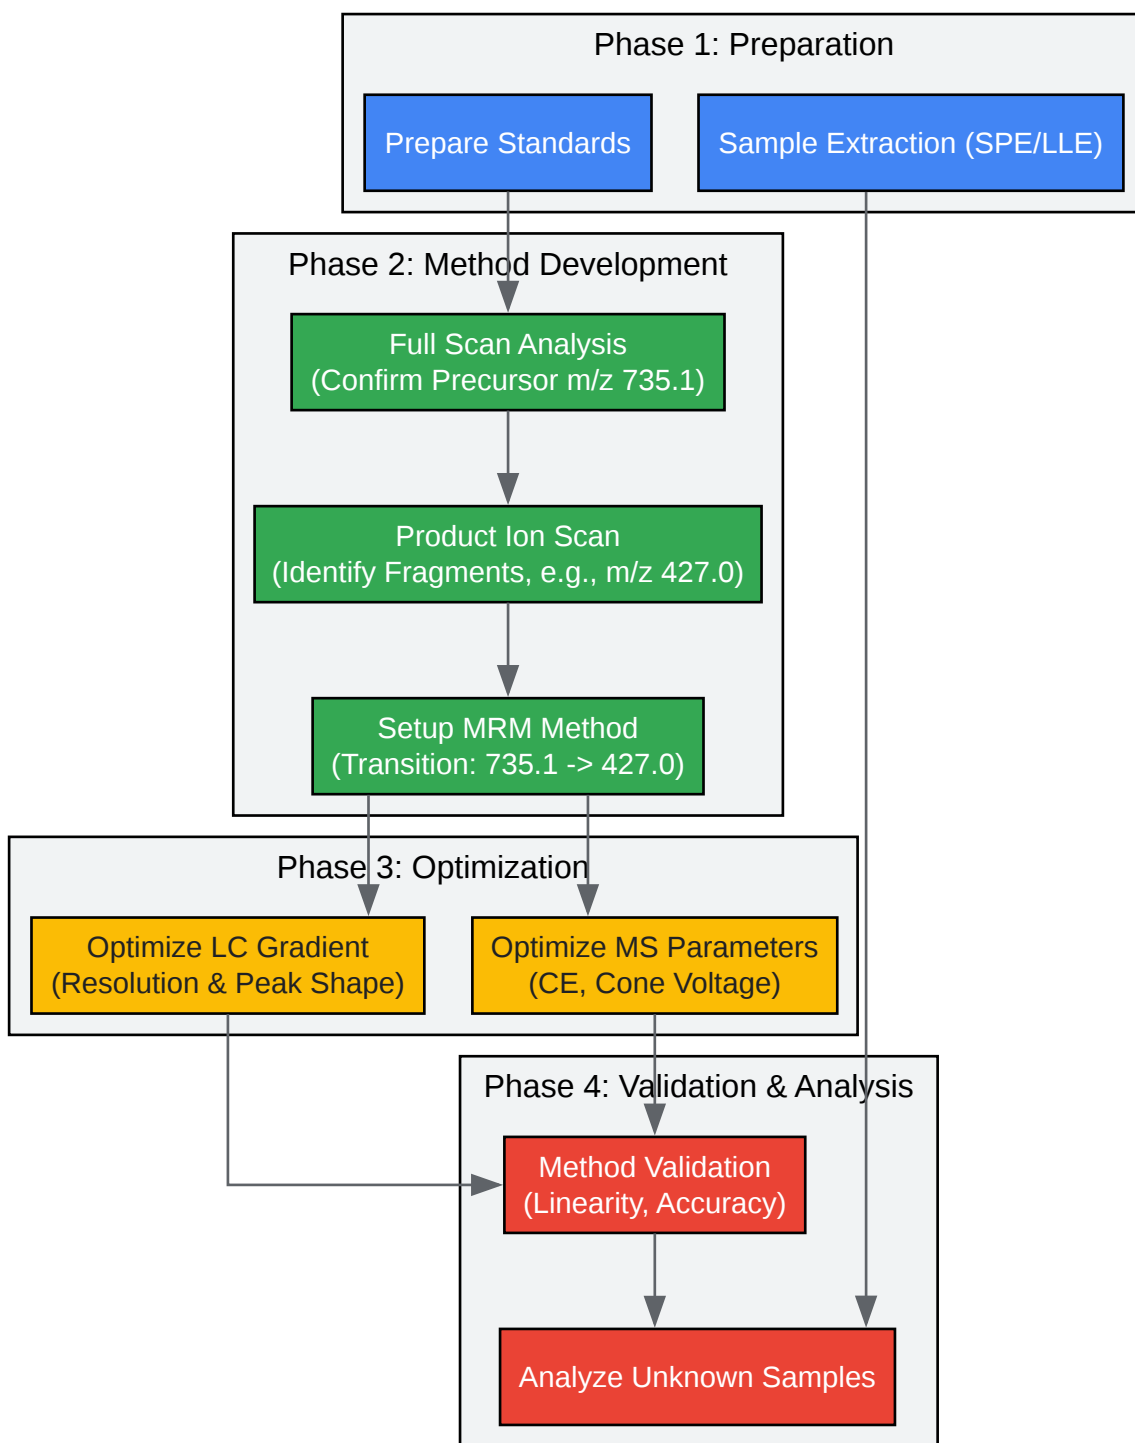 Phase 1: Preparation
Prepare Standards
Sample Extraction (SPE/LLE)
Phase 2: Method Development
Full Scan Analysis
(Confirm Precursor m/z 735.1)
Product Ion Scan
(Identify Fragments, e.g., m/z 427.0)
Setup MRM Method
(Transition: 735.1 -> 427.0)
Phase 3: Optimization
Optimize LC Gradient
(Resolution & Peak Shape)
Optimize MS Parameters
(CE, Cone Voltage)
Phase 4: Validation & Analysis
Method Validation
(Linearity, Accuracy)
Analyze Unknown Samples